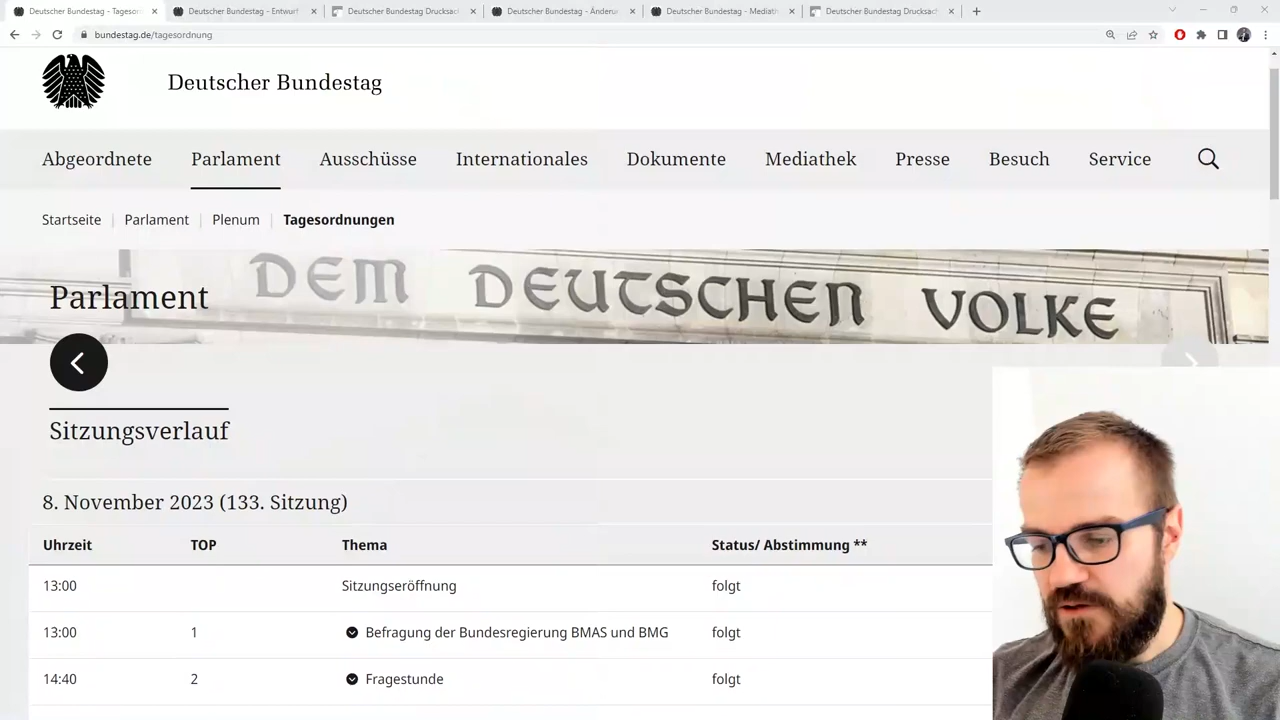 Deutscher Bundestag - Tagesor
Deutscher Bundestag - Entwurf
Deutscher Bundestag Drucksac
Deutscher Bundestag - Änderu
Deutscher Bundestag - Mediath
Deutscher Bundestag Drucksac
bundestag.de/tagesordnung
Deutscher Bundestag
Abgeordnete Parlament Ausschüsse Internationales Dokumente Mediathek Presse Besuch Service
Startseite | Parlament | Plenum | Tagesordnungen
DEM DEUTSCHEN VOLKE
Parlament
Sitzungsverlauf
8. November 2023 (133. Sitzung)
Uhrzeit TOP Thema Status/ Abstimmung **
13:00 Sitzungseröffnung folgt
13:00 1 Befragung der Bundesregierung BMAS und BMG folgt
14:40 2 Fragestunde folgt